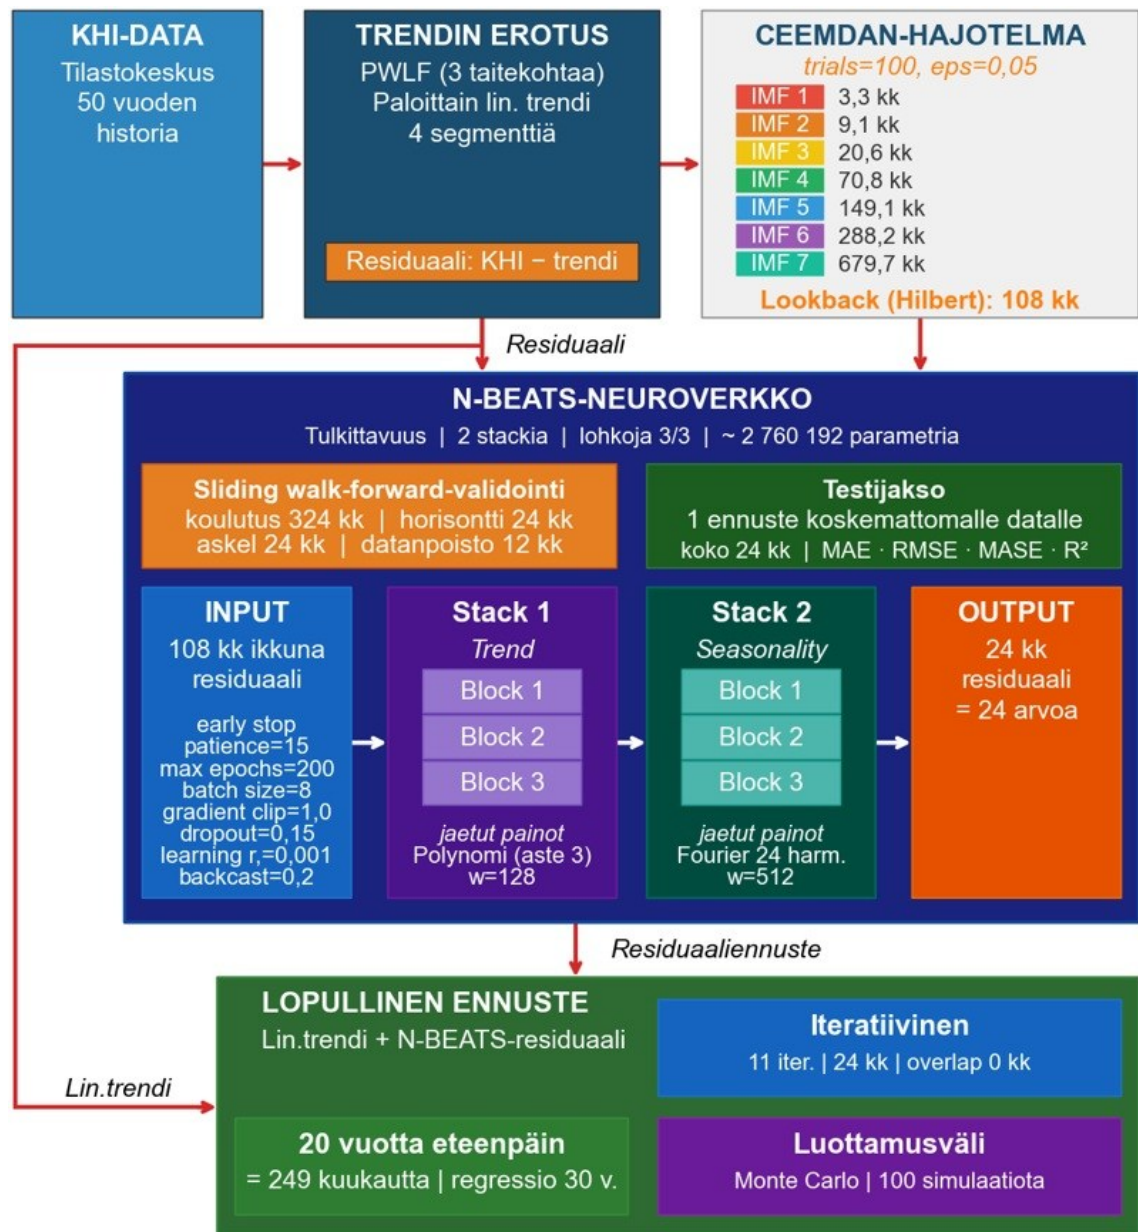 KHI-DATA
Tilastokeskus
50 vuoden
historia
TRENDIN EROTUS
PWLF (3 taitekohtaa)
Paloittain lin. trendi
4 segmenttiä
Residuaali: KHI − trendi
CEEMDAN-HAJOTELMA
trials=100, eps=0,05
IMF 1 3,3 kk
IMF 2 9,1 kk
IMF 3 20,6 kk
IMF 4 70,8 kk
IMF 5 149,1 kk
IMF 6 288,2 kk
IMF 7 679,7 kk
Lookback (Hilbert): 108 kk
Residuaali
N-BEATS-NEUROVERKKO
Tulkittavuus | 2 stackia | lohkoja 3/3 | ~ 2 760 192 parametria
Sliding walk-forward-validointi
koulutus 324 kk | horisontti 24 kk
askel 24 kk | datanpoisto 12 kk
Testijakso
1 ennuste koskemattomalle datalle
koko 24 kk | MAE · RMSE · MASE · R²
INPUT
108 kk ikkuna
residuaali
early stop
patience=15
max epochs=200
batch size=8
gradient clip=1,0
dropout=0,15
learning r,=0,001
backcast=0,2
Stack 1
Trend
Block 1
Block 2
Block 3
jaetut painot
Polynomi (aste 3)
w=128
Stack 2
Seasonality
Block 1
Block 2
Block 3
jaetut painot
Fourier 24 harm.
w=512
OUTPUT
24 kk
residuaali
= 24 arvoa
Residuaaliennuste
LOPULLINEN ENNUSTE
Lin.trendi + N-BEATS-residuaali
Lin.trendi
Iteratiivinen
11 iter. | 24 kk | overlap 0 kk
20 vuotta eteenpäin
= 249 kuukautta | regressio 30 v.
Luottamusväli
Monte Carlo | 100 simulaatiota